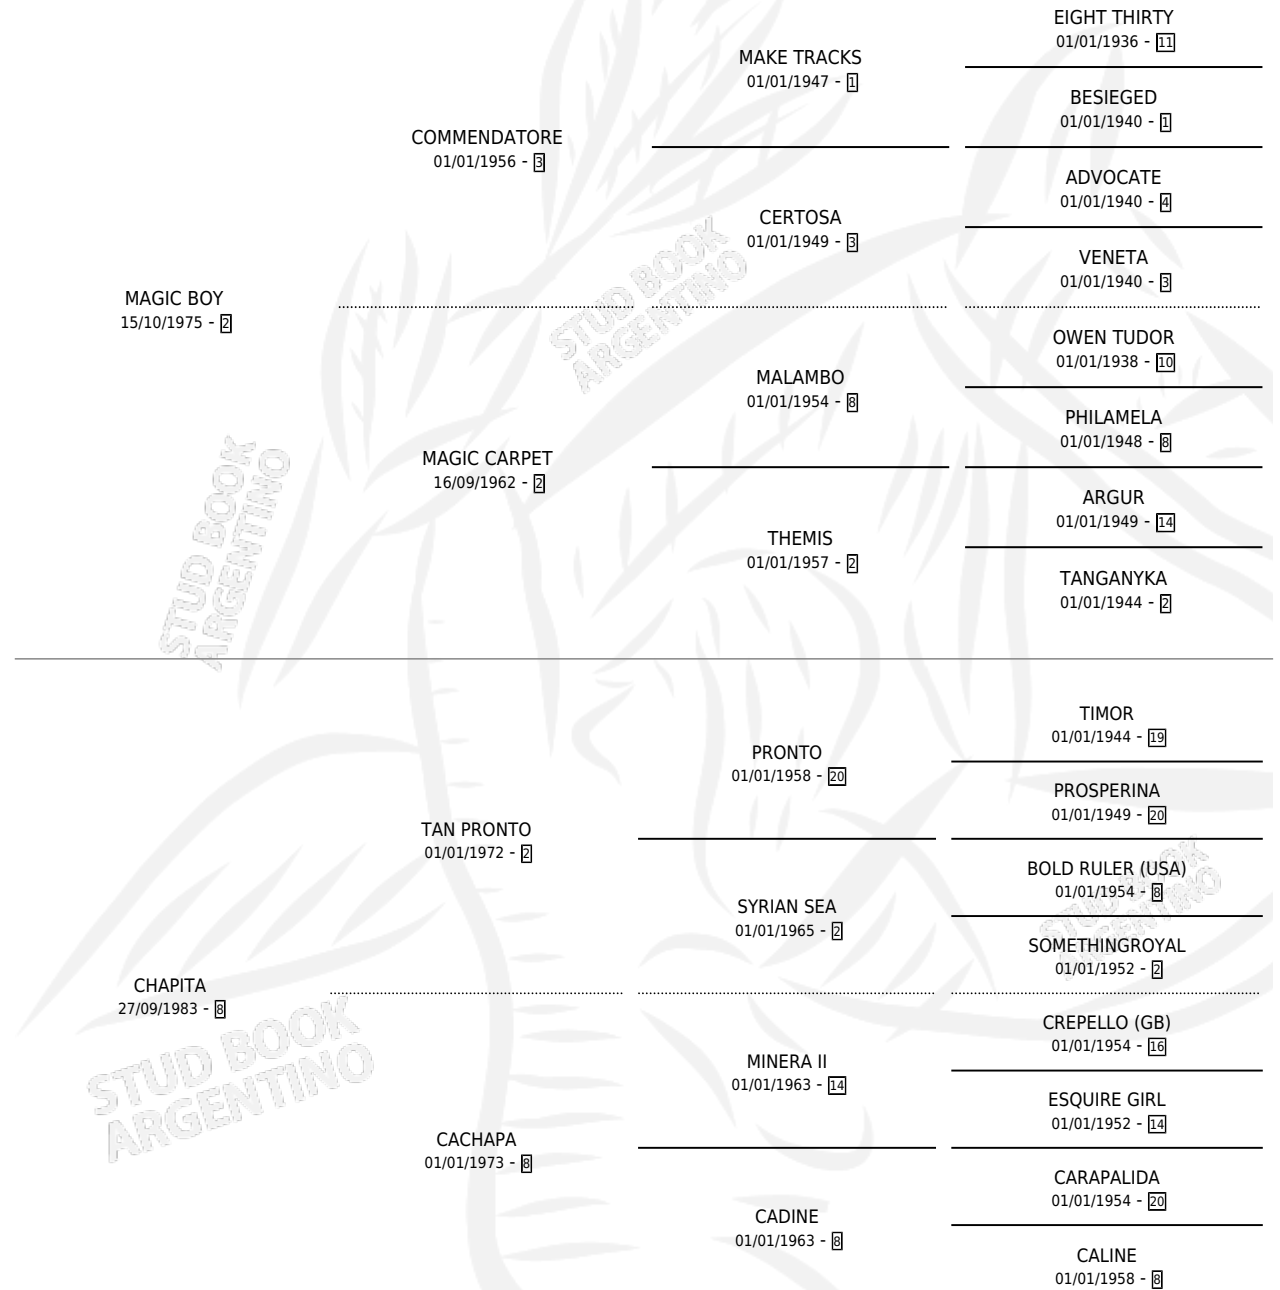 EIGHT THIRTY
01/01/1936 - 11
MAKE TRACKS
01/01/1947 - 1
BESIEGED
01/01/1940 - 1
COMMENDATORE
01/01/1956 - 3
ADVOCATE
01/01/1940 - 4
CERTOSA
01/01/1949 - 3
VENETA
01/01/1940 - 3
MAGIC BOY
15/10/1975 - 2
OWEN TUDOR
01/01/1938 - 10
MALAMBO
01/01/1954 - 8
PHILAMELA
01/01/1948 - 8
MAGIC CARPET
16/09/1962 - 2
ARGUR
01/01/1949 - 14
THEMIS
01/01/1957 - 2
TANGANYKA
01/01/1944 - 2
STUD BOOK
ARGENTINO
STUD BOOK
ARGENTINO
TIMOR
01/01/1944 - 19
PRONTO
01/01/1958 - 20
PROSPERINA
01/01/1949 - 20
TAN PRONTO
01/01/1972 - 2
BOLD RULER (USA)
01/01/1954 - 8
SYRIAN SEA
01/01/1965 - 2
SOMETHINGROYAL
01/01/1952 - 2
STUD BOOK
ARGENTINO
CHAPITA
27/09/1983 - 8
CREPELLO (GB)
01/01/1954 - 16
MINERA II
01/01/1963 - 14
ESQUIRE GIRL
01/01/1952 - 14
STUD BOOK
ARGENTINO
CACHAPA
01/01/1973 - 8
CARAPALIDA
01/01/1954 - 20
CADINE
01/01/1963 - 8
CALINE
01/01/1958 - 8